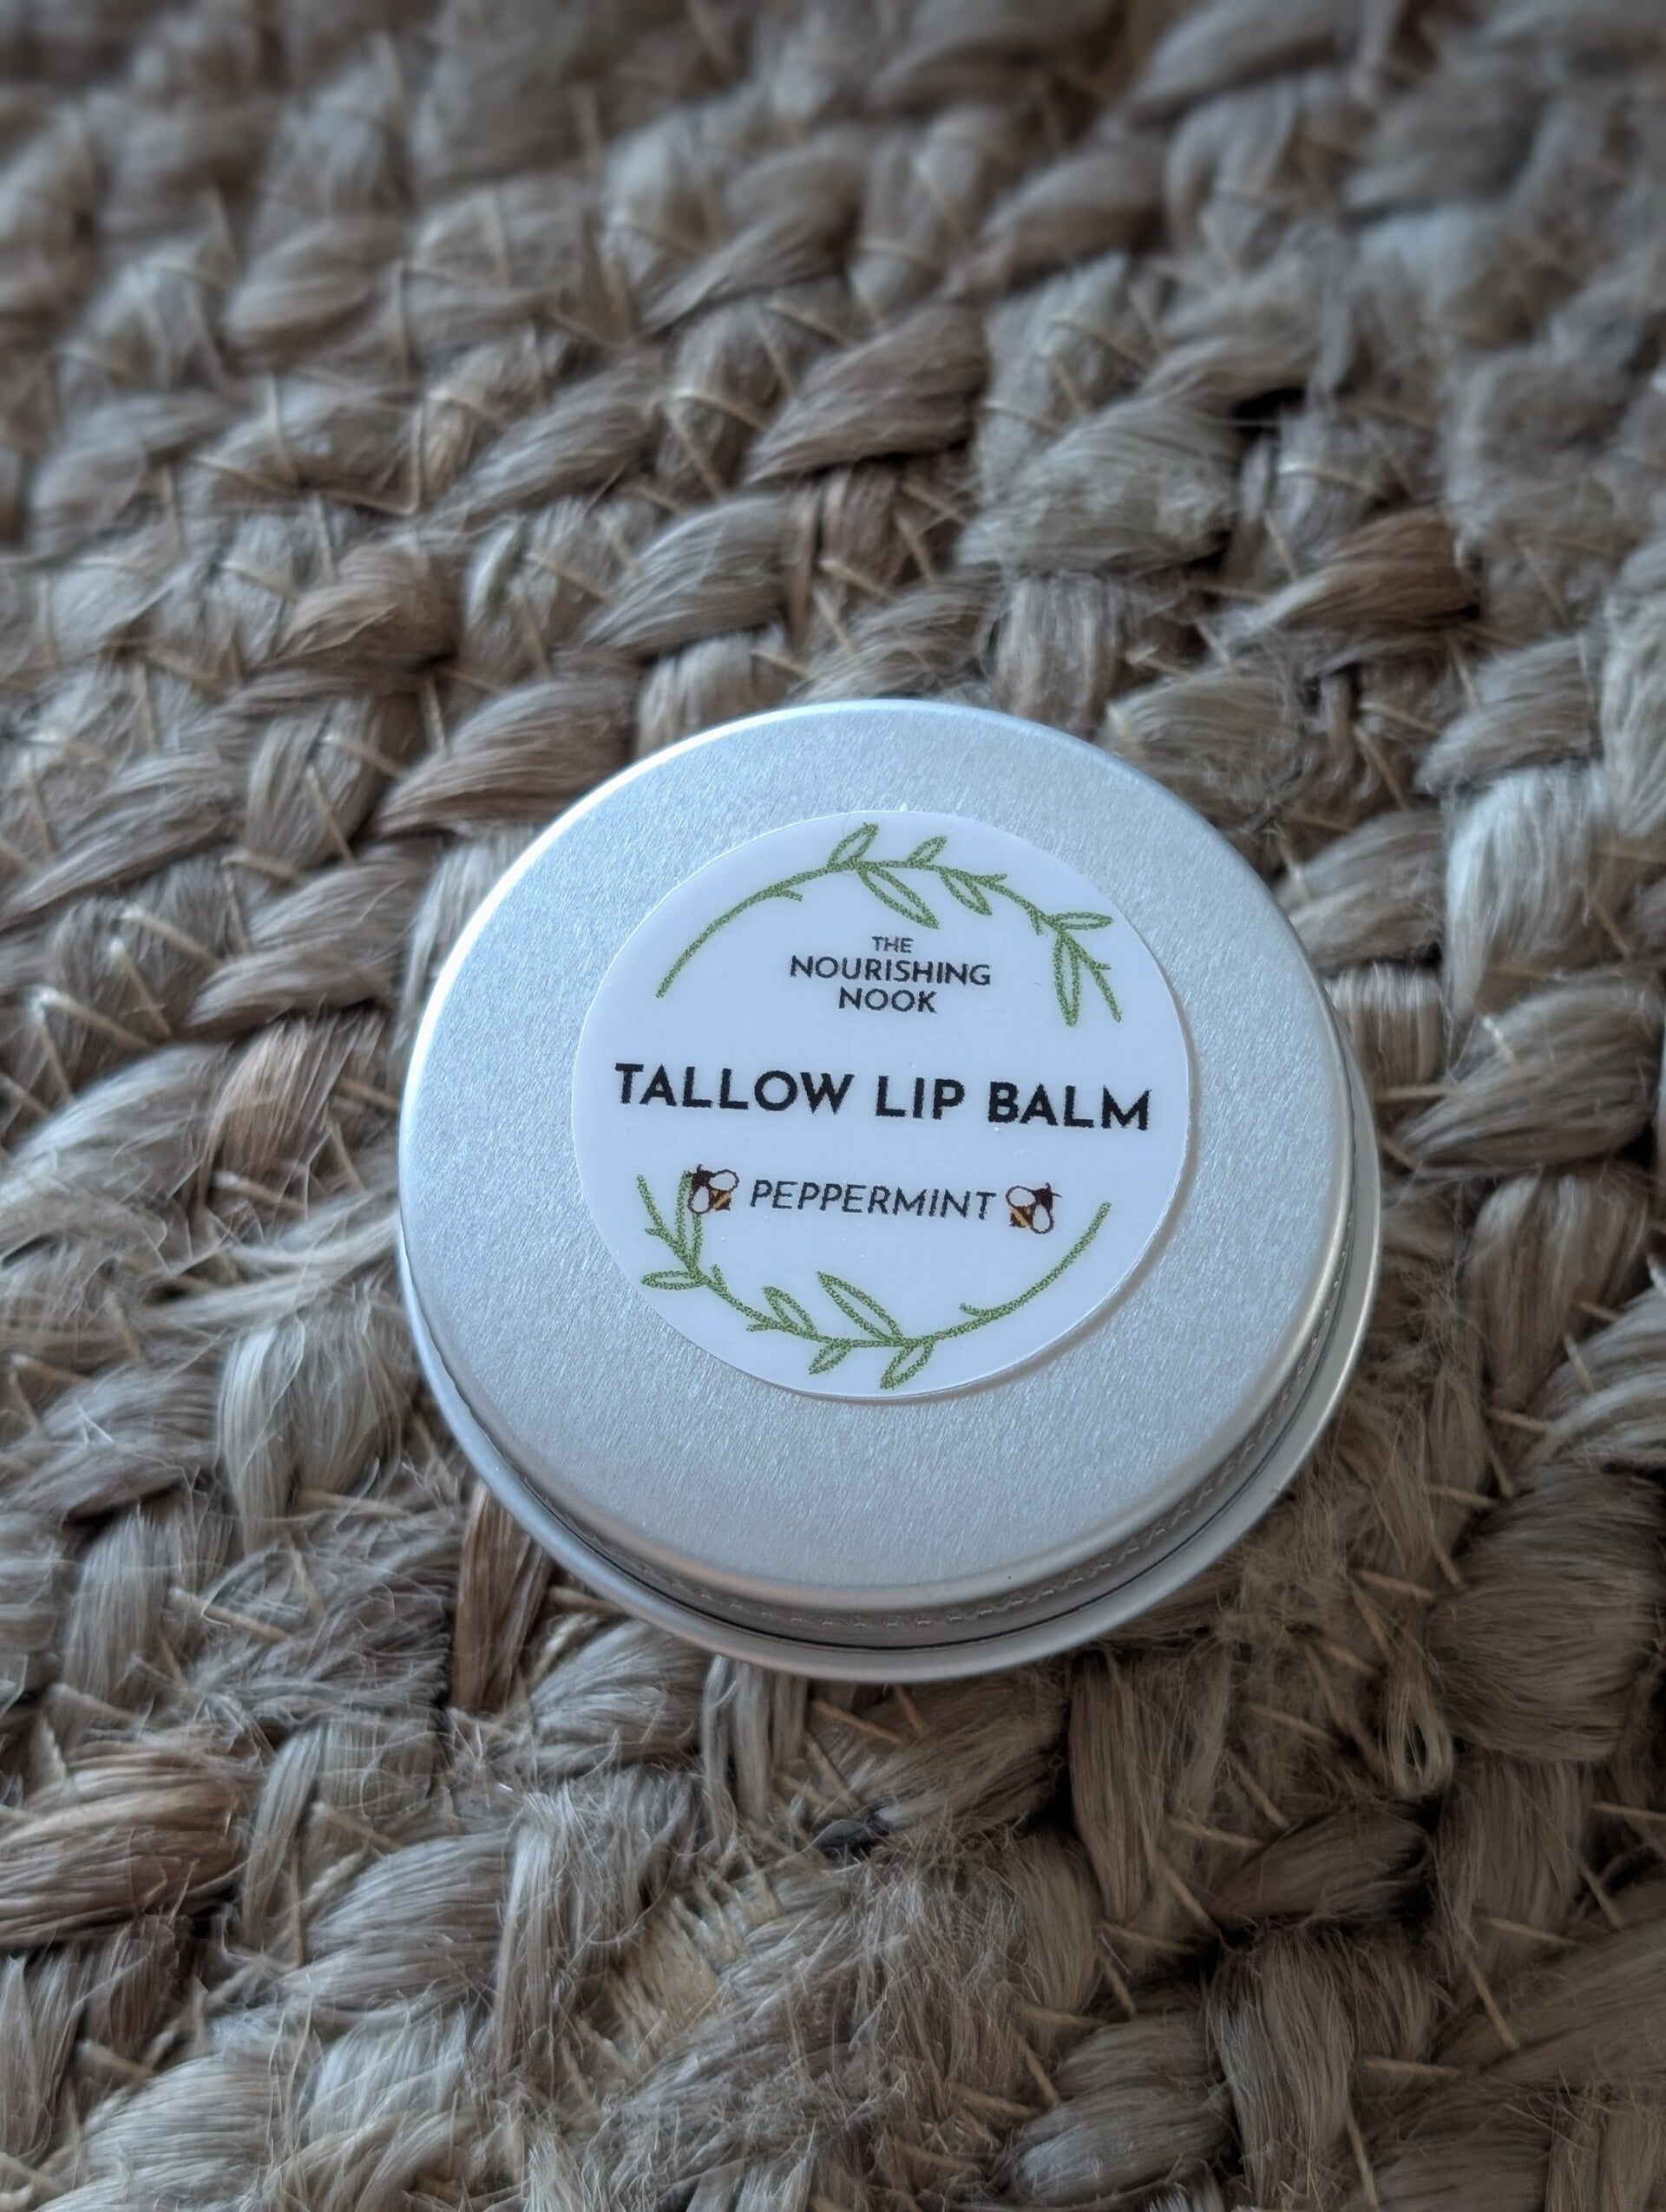 THE
NOURISHING
NOOK
TALLOW LIP BALM
PEPPERMINT